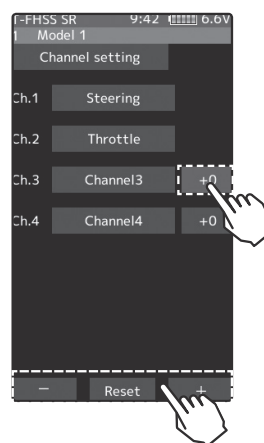 T-FHSS SR 9:42 6.6V
1 Model 1
Channel setting
Ch.1 Steering
Ch.2 Throttle
Ch.3 Channel3 +0
Ch.4 Channel4 +0
− Reset +